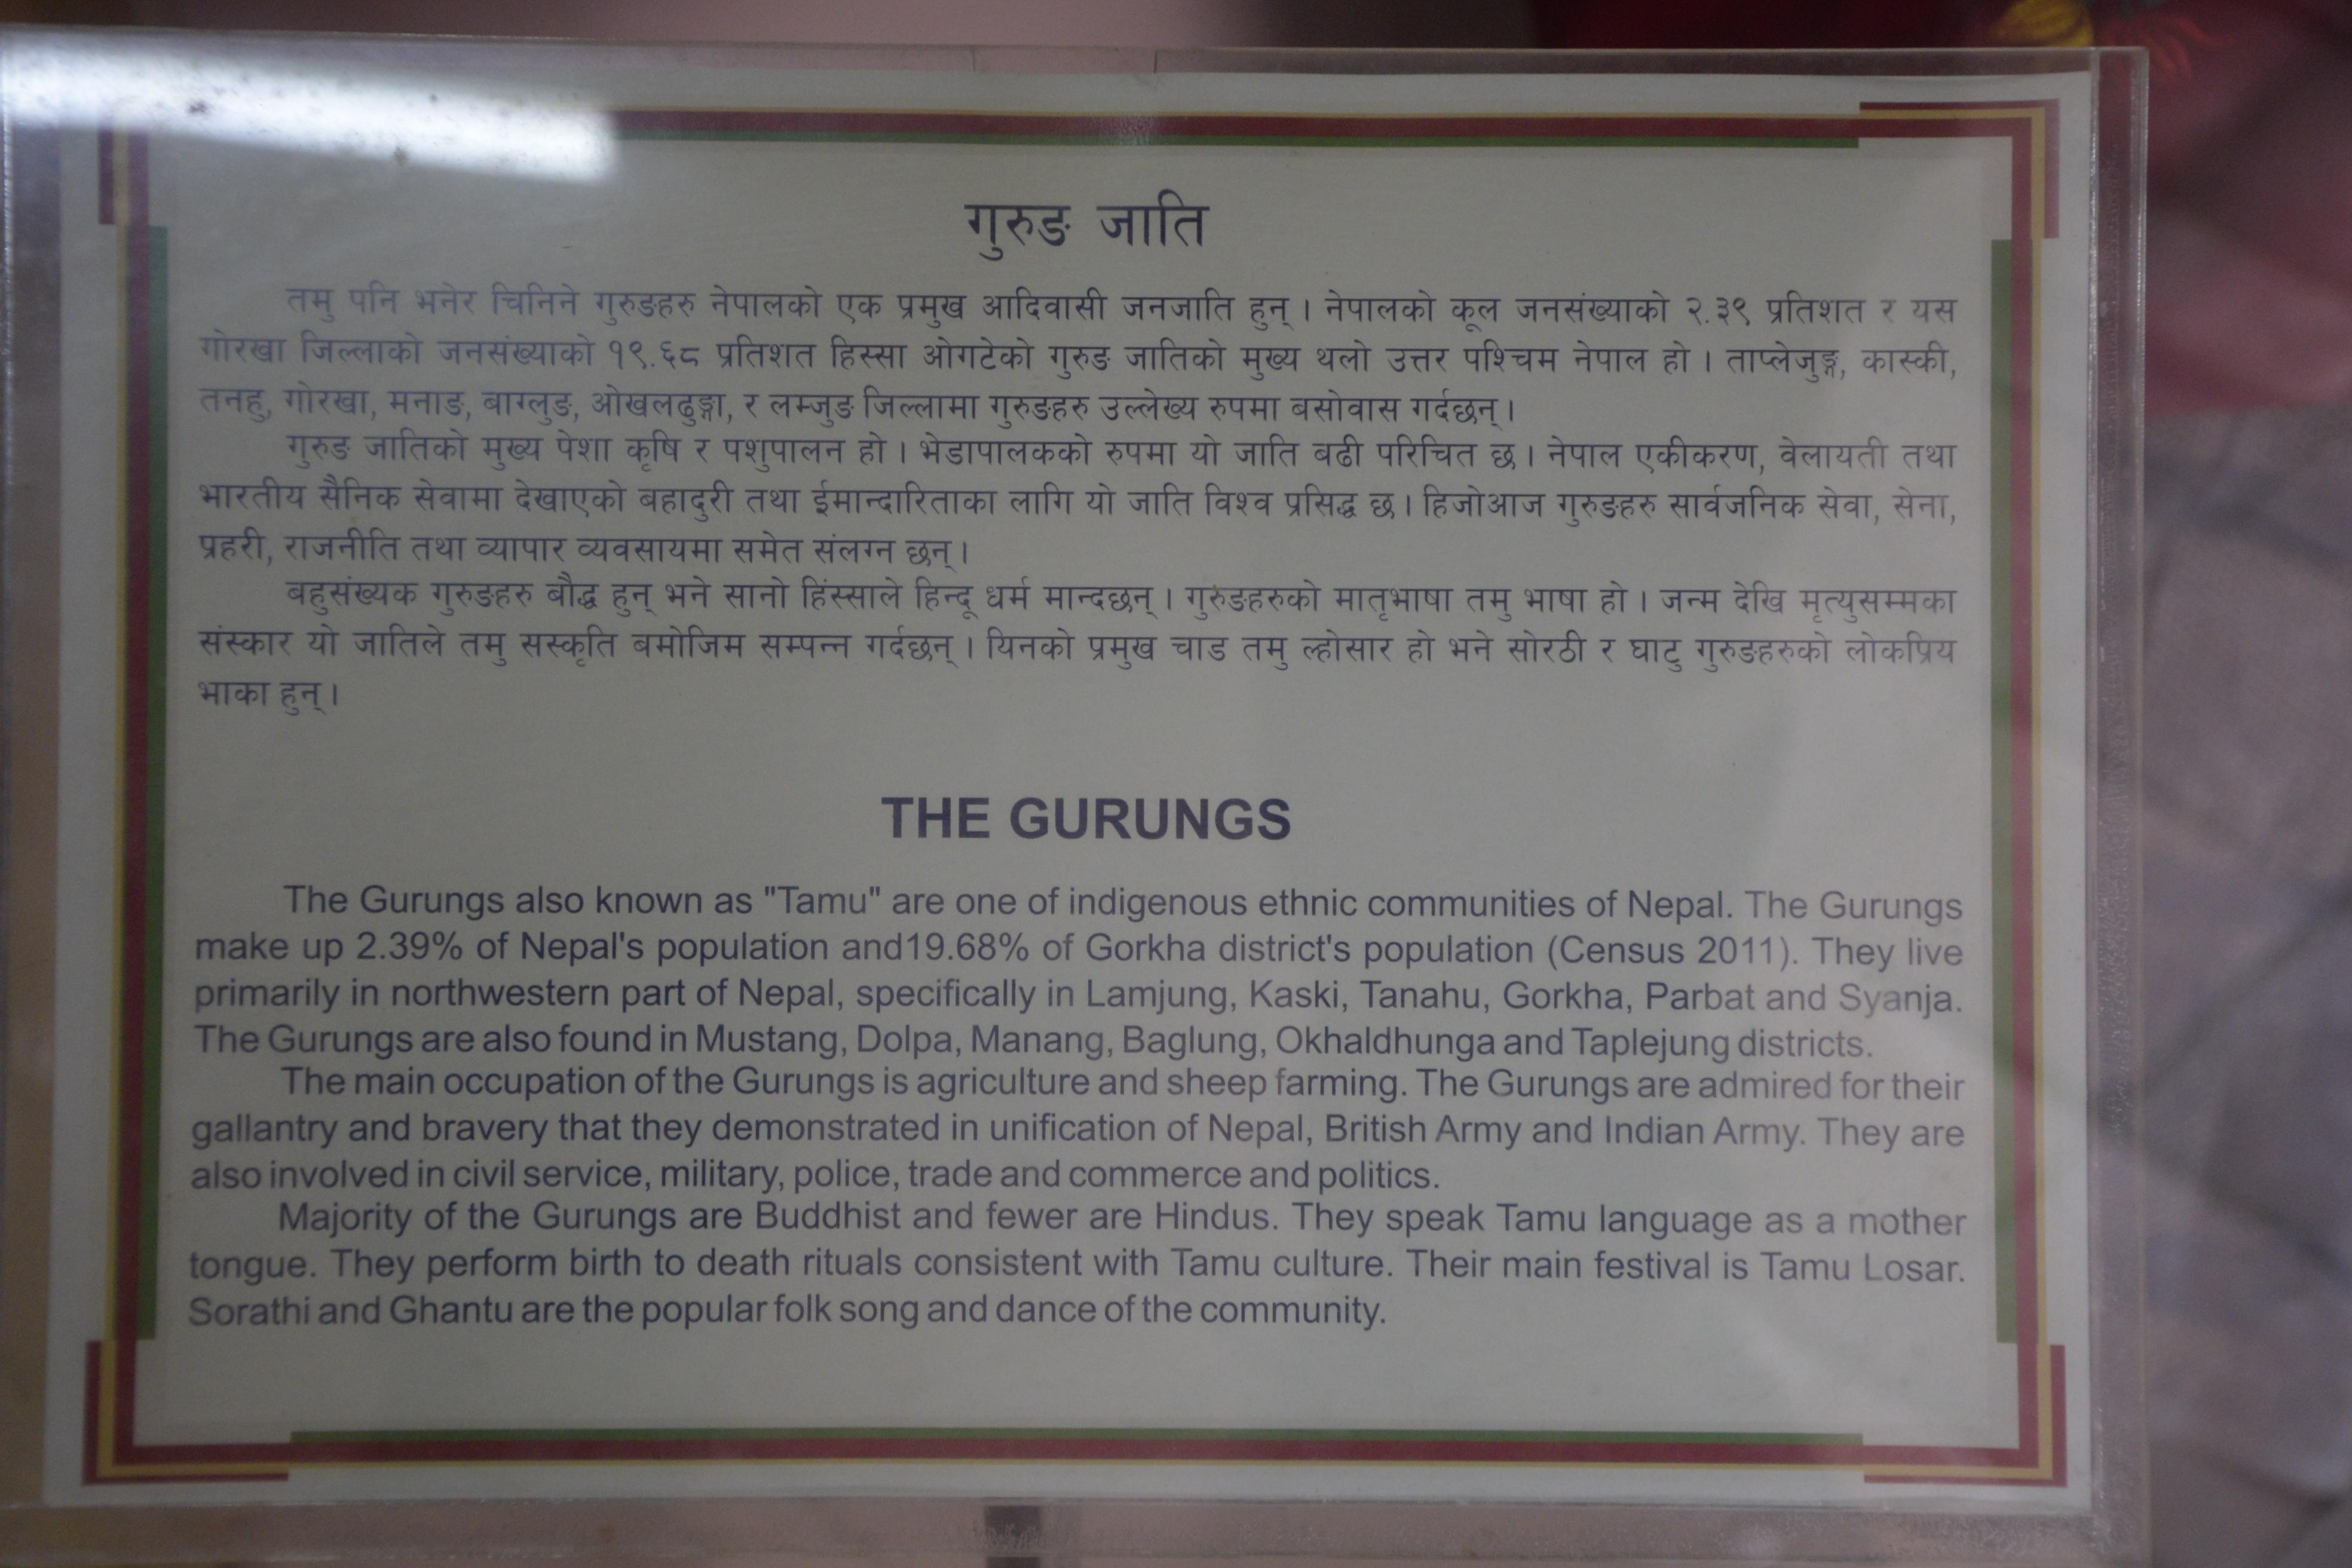 गुरुङ जाति
तमु पनि भनेर चिनिने गुरुङहरु नेपालको एक प्रमुख आदिवासी जनजाति हुन् । नेपालको कूल जनसंख्याको २.३९ प्रतिशत र यस
गोरखा जिल्लाको जनसंख्याको १९.६८ प्रतिशत हिस्सा ओगटेको गुरुङ जातिको मुख्य थलो उत्तर पश्चिम नेपाल हो । ताप्लेजुङ्ग, कास्की,
तनहु, गोरखा, मनाङ, बाग्लुङ, ओखलढुङ्गा, र लम्जुङ जिल्लामा गुरुङहरु उल्लेख्य रुपमा बसोवास गर्दछन् ।
गुरुङ जातिको मुख्य पेशा कृषि र पशुपालन हो । भेडापालकको रुपमा यो जाति बढी परिचित छ । नेपाल एकीकरण, वेलायती तथा
भारतीय सैनिक सेवामा देखाएको बहादुरी तथा ईमान्दारिताका लागि यो जाति विश्व प्रसिद्ध छ । हिजोआज गुरुङहरु सार्वजनिक सेवा, सेना,
प्रहरी, राजनीति तथा व्यापार व्यवसायमा समेत संलग्न छन् ।
बहुसंख्यक गुरुङहरु बौद्ध हुन् भने सानो हिंस्साले हिन्दू धर्म मान्दछन् । गुरुङहरुको मातृभाषा तमु भाषा हो । जन्म देखि मृत्युसम्मका
संस्कार यो जातिले तमु सस्कृति बमोजिम सम्पन्न गर्दछन् । यिनको प्रमुख चाड तमु ल्होसार हो भने सोरठी र घाटु गुरुङहरुको लोकप्रिय
भाका हुन् ।
THE GURUNGS
The Gurungs also known as "Tamu" are one of indigenous ethnic communities of Nepal. The Gurungs
make up 2.39% of Nepal's population and19.68% of Gorkha district's population (Census 2011). They live
primarily in northwestern part of Nepal, specifically in Lamjung, Kaski, Tanahu, Gorkha, Parbat and Syanja.
The Gurungs are also found in Mustang, Dolpa, Manang, Baglung, Okhaldhunga and Taplejung districts.
The main occupation of the Gurungs is agriculture and sheep farming. The Gurungs are admired for their
gallantry and bravery that they demonstrated in unification of Nepal, British Army and Indian Army. They are
also involved in civil service, military, police, trade and commerce and politics.
Majority of the Gurungs are Buddhist and fewer are Hindus. They speak Tamu language as a mother
tongue. They perform birth to death rituals consistent with Tamu culture. Their main festival is Tamu Losar.
Sorathi and Ghantu are the popular folk song and dance of the community.